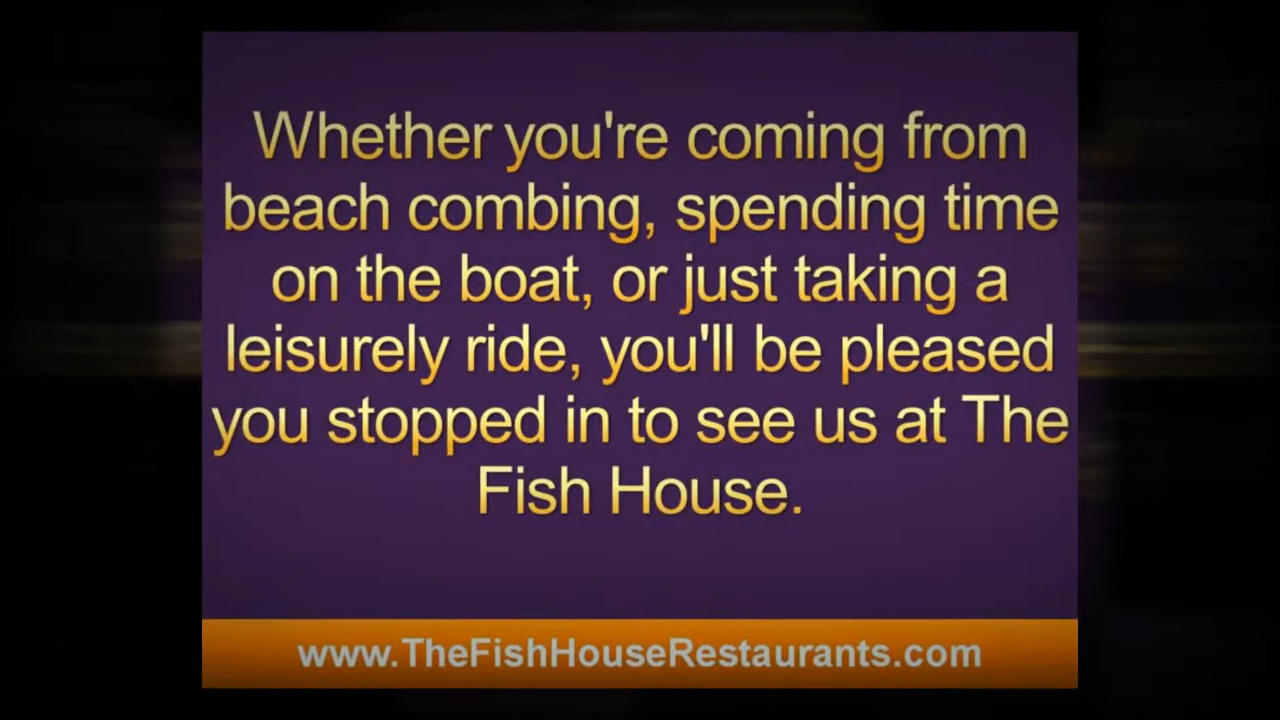 Whether you're coming from
beach combing, spending time
on the boat, or just taking a
leisurely ride, you'll be pleased
you stopped in to see us at The
Fish House.
www.TheFishHouseRestaurants.com